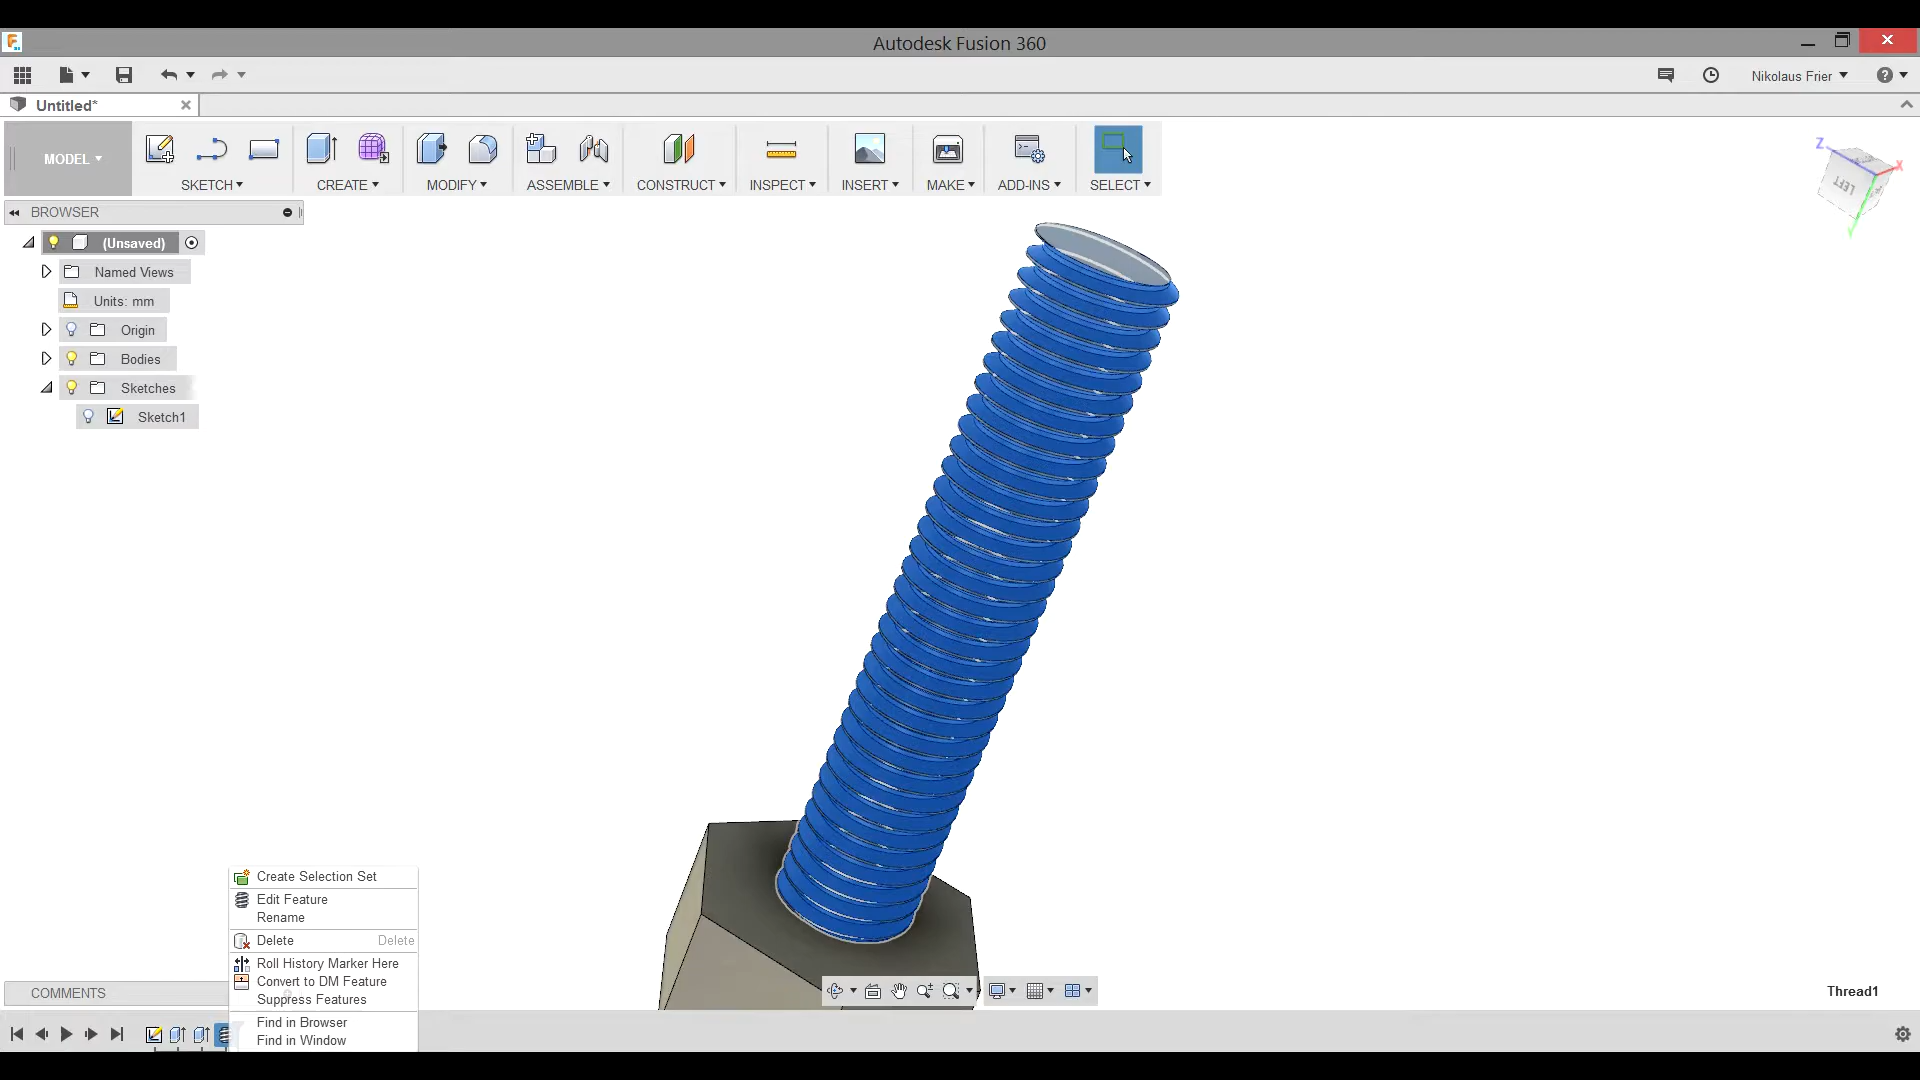 Autodesk Fusion 360
Nikolaus Frier
Untitled*
MODEL
SKETCH
CREATE
MODIFY
ASSEMBLE
CONSTRUCT
INSPECT
INSERT
MAKE
ADD-INS
SELECT
Z
X
LEFT
Y
BROWSER
(Unsaved)
Named Views
Units: mm
Origin
Bodies
Sketches
Sketch1
Create Selection Set
Edit Feature
Rename
Delete Delete
Roll History Marker Here
Convert to DM Feature
Suppress Features
Find in Browser
Find in Window
COMMENTS
Thread1